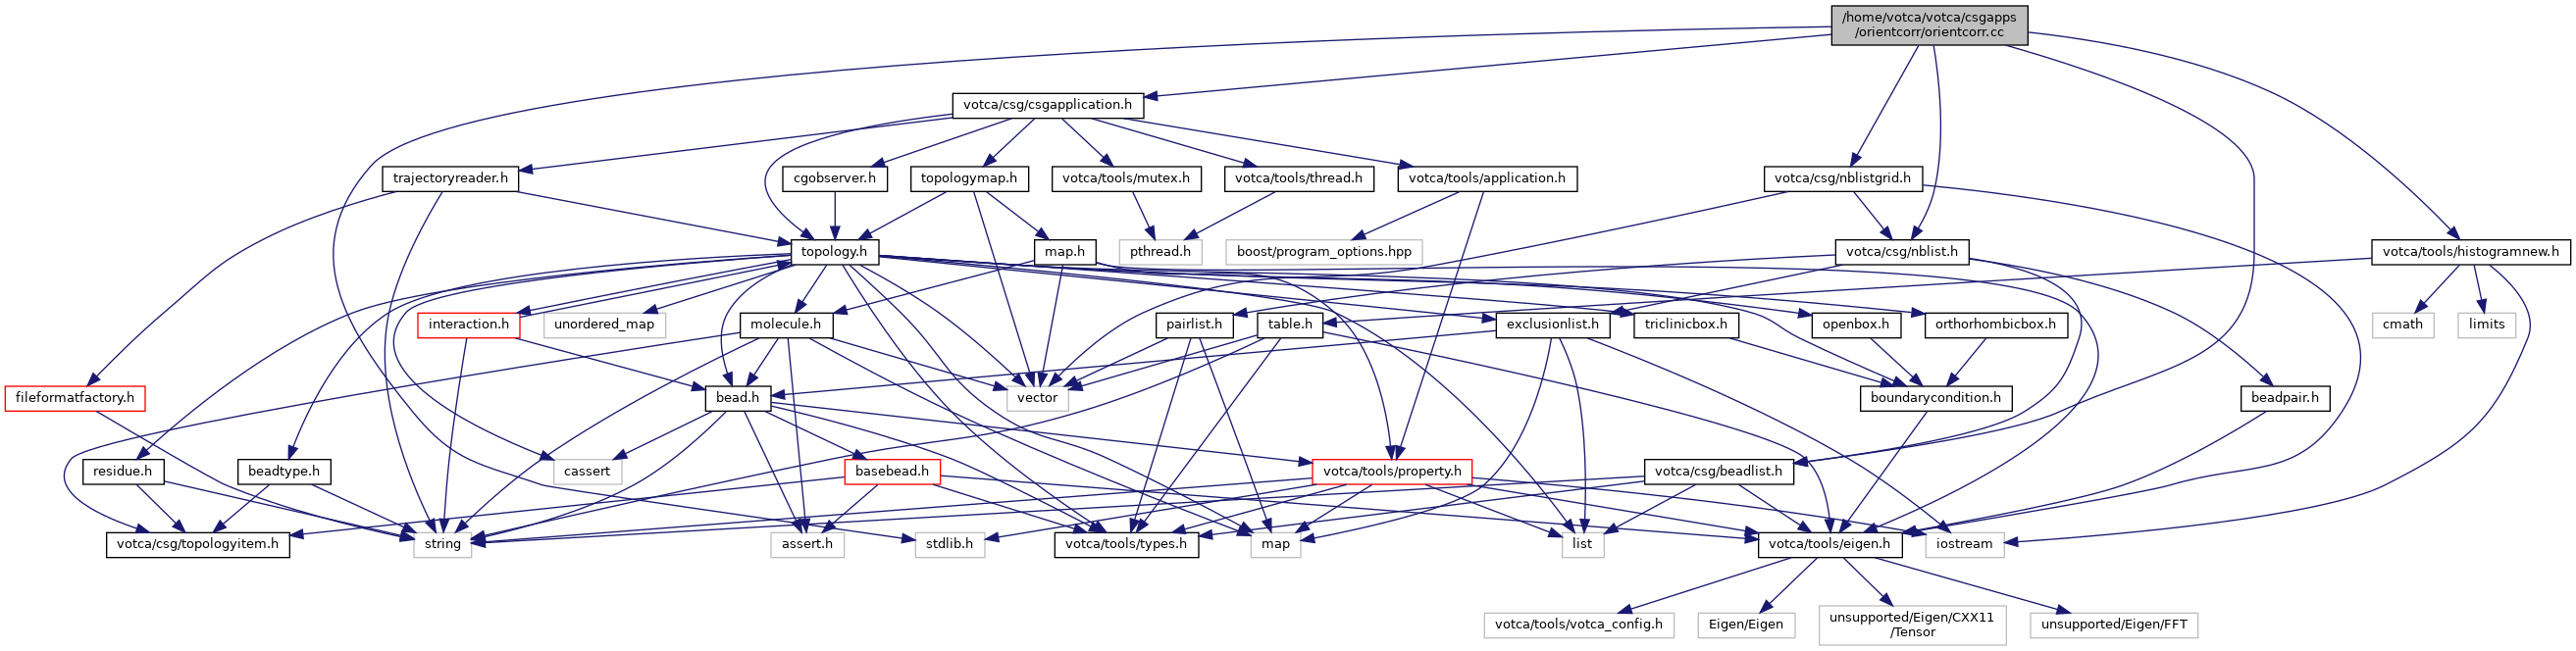 /home/votca/votca/csgapps
/orientcorr/orientcorr.cc
votca/csg/csgapplication.h
trajectoryreader.h
cgobserver.h
topologymap.h
votca/tools/mutex.h
votca/tools/thread.h
votca/tools/application.h
votca/csg/nblistgrid.h
topology.h
map.h
pthread.h
boost/program_options.hpp
votca/csg/nblist.h
votca/tools/histogramnew.h
interaction.h
unordered_map
molecule.h
pairlist.h
table.h
exclusionlist.h
triclinicbox.h
openbox.h
orthorhombicbox.h
cmath
limits
fileformatfactory.h
bead.h
vector
boundarycondition.h
beadpair.h
residue.h
beadtype.h
cassert
basebead.h
votca/tools/property.h
votca/csg/beadlist.h
votca/csg/topologyitem.h
string
assert.h
stdlib.h
votca/tools/types.h
map
list
votca/tools/eigen.h
iostream
votca/tools/votca_config.h
Eigen/Eigen
unsupported/Eigen/CXX11
/Tensor
unsupported/Eigen/FFT